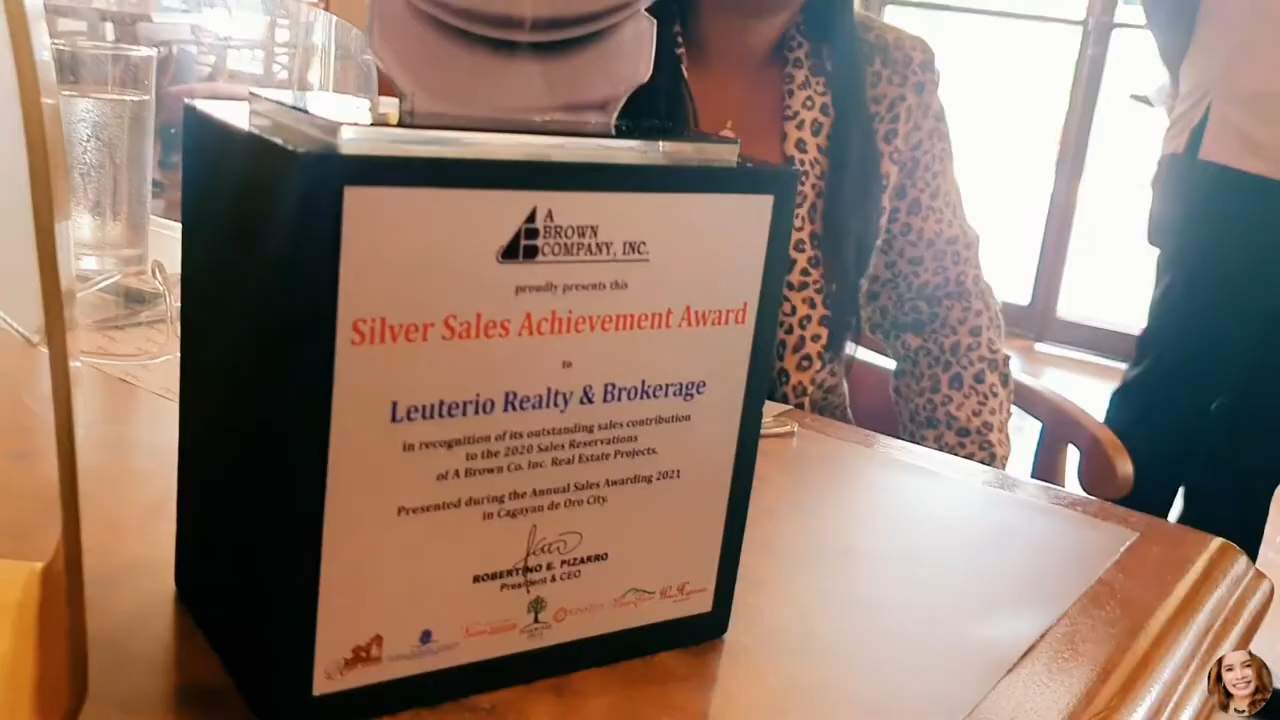 A
BROWN
COMPANY, INC.
proudly presents this
Silver Sales Achievement Award
to
Leuterio Realty & Brokerage
in recognition of its outstanding sales contribution
to the 2020 Sales Reservations
of A Brown Co. Inc. Real Estate Projects.
Presented during the Annual Sales Awarding 2021
in Cagayan de Oro City.
ROBERTINO E. PIZARRO
President & CEO